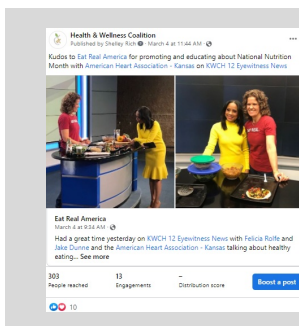 Health & Wellness Coalition
Published by Shelley Rich · March 4 at 11:44 AM ·
Kudos to Eat Real America for promoting and educating about National Nutrition
Month with American Heart Association - Kansas on KWCH 12 Eyewitness News
Eat Real America
March 4 at 9:34 AM ·
Had a great time yesterday on KWCH 12 Eyewitness News with Felicia Rolfe and
Jake Dunne and the American Heart Association - Kansas talking about healthy
eating... See more
303
People reached
13
Engagements
–
Distribution score
Boost a post
10